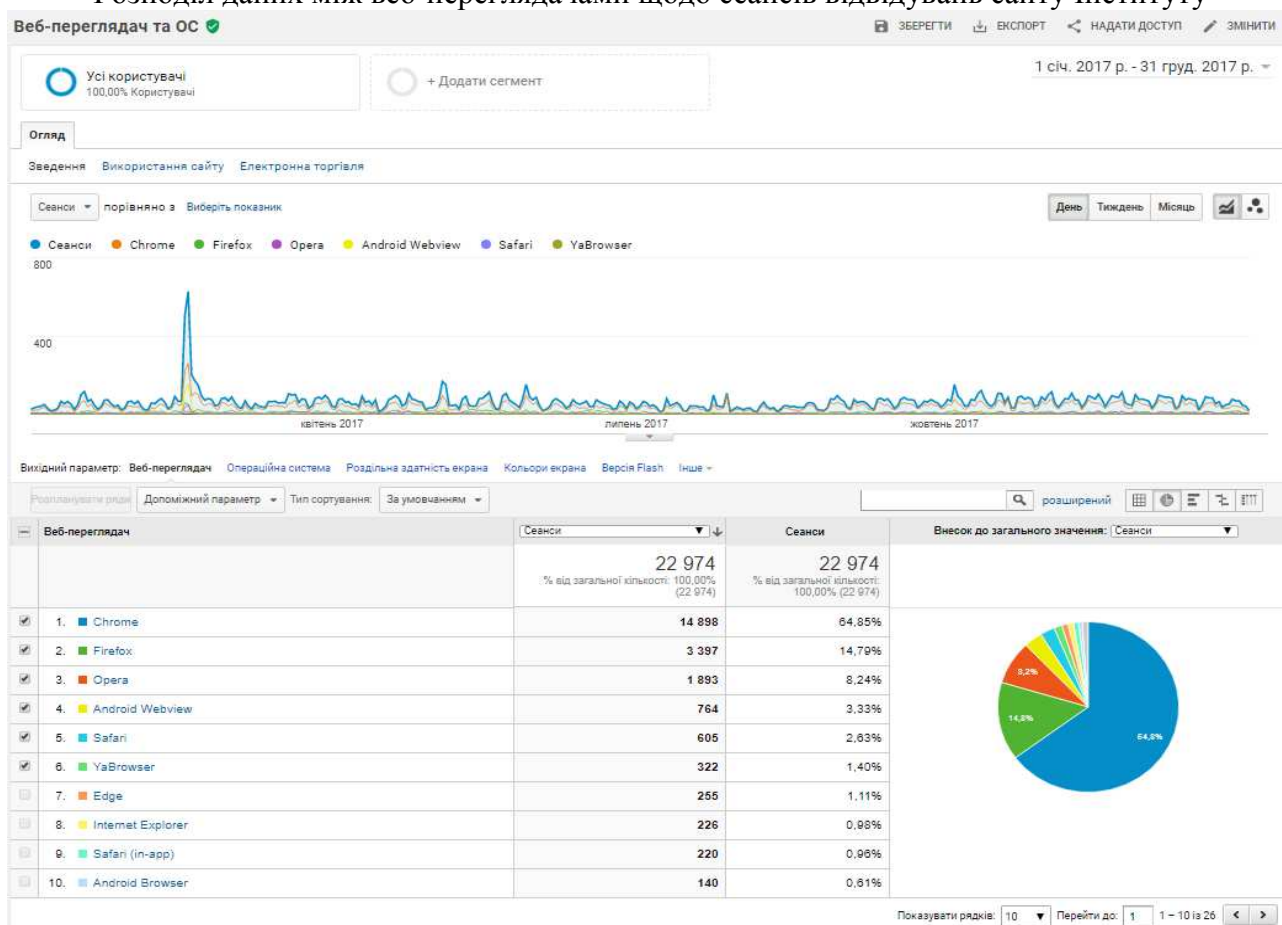 Розподіл даних між веб-переглядачами щодо сеансів відвідувань сайту Інституту
Веб-переглядач та ОС
ЗБЕРЕГТИ ЕКСПОРТ НАДАТИ ДОСТУП ЗМІНИТИ
Усі користувачі
100,00% Користувачі
+ Додати сегмент
1 січ. 2017 р. - 31 груд. 2017 р.
Огляд
Зведення Використання сайту Електронна торгівля
Сеанси порівняно з Виберіть показник
День Тиждень Місяць
Сеанси Chrome Firefox Opera Android Webview Safari YaBrowser
800
400
квітень 2017 липень 2017 жовтень 2017
Вихідний параметр: Веб-переглядач Операційна система Роздільна здатність екрана Кольори екрана Версія Flash Інше
Розпланувати рядки Допоміжний параметр Тип сортування: За умовчанням
розширений
Веб-переглядач Сеанси Сеанси Внесок до загального значення: Сеанси
22 974 22 974
% від загальної кількості: 100,00% (22 974) % від загальної кількості: 100,00% (22 974)
1. Chrome 14 898 64,85%
2. Firefox 3 397 14,79%
3. Opera 1 893 8,24%
4. Android Webview 764 3,33%
5. Safari 605 2,63%
6. YaBrowser 322 1,40%
7. Edge 255 1,11%
8. Internet Explorer 226 0,98%
9. Safari (in-app) 220 0,96%
10. Android Browser 140 0,61%
8,2%
14,8%
64,8%
Показувати рядків: 10 Перейти до: 1 1 – 10 із 26